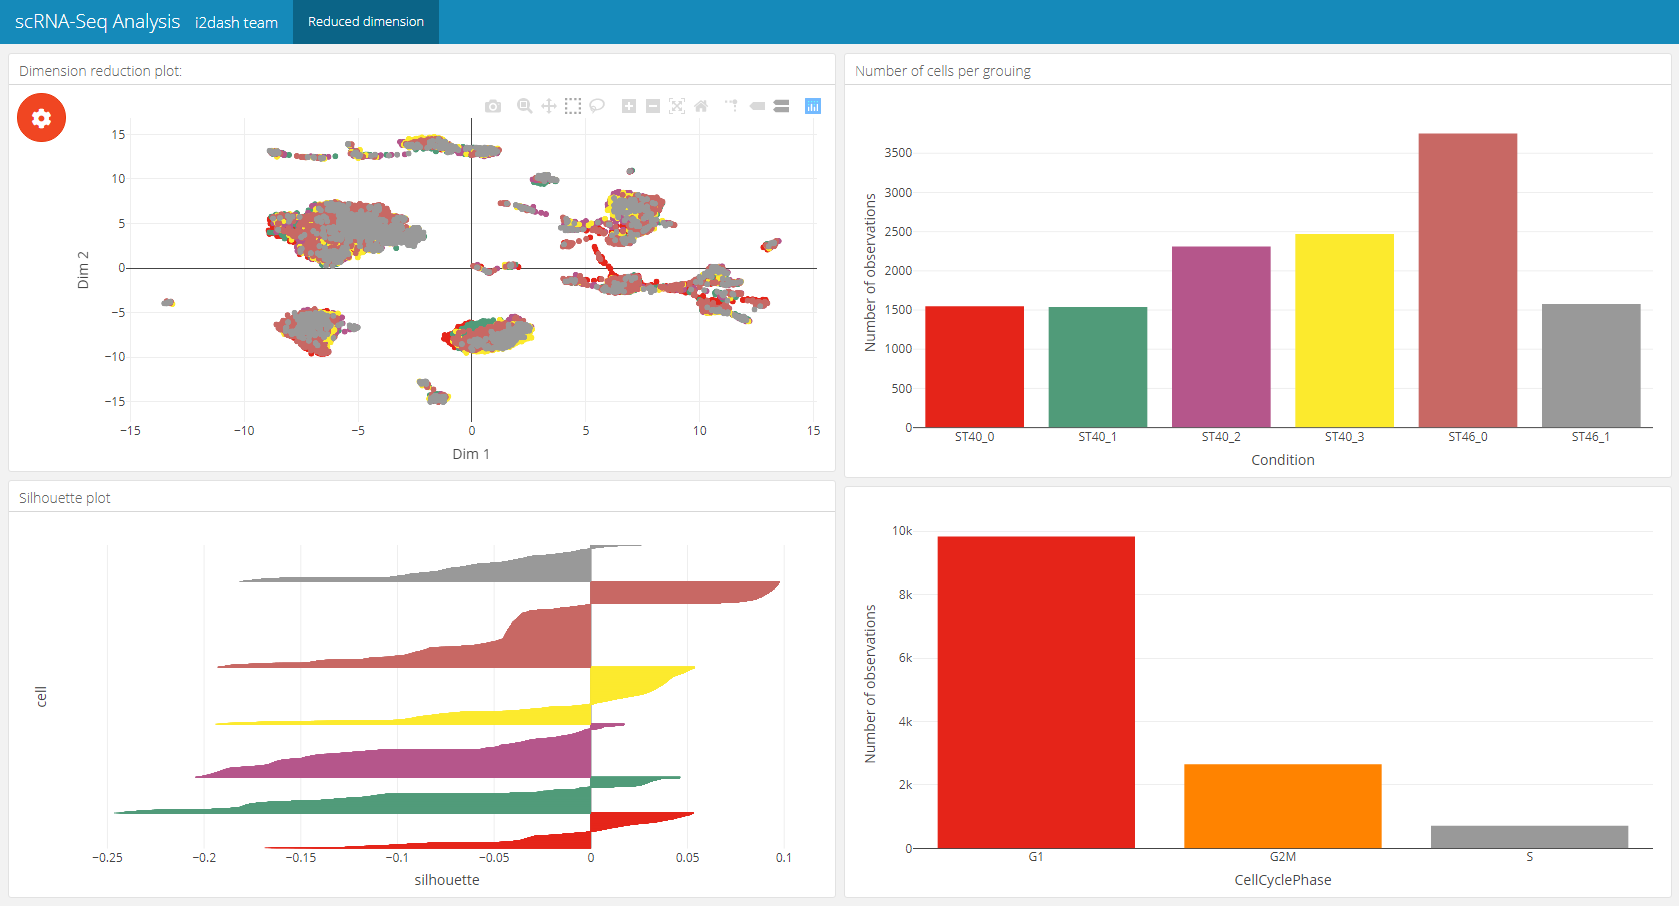 scRNA-Seq Analysis i2dash team Reduced dimension
Dimension reduction plot:
15
10
5
0
−5
−10
−15
Dim 2
−15 −10 −5 0 5 10 15
Dim 1
Number of cells per grouing
3500
3000
2500
2000
1500
1000
500
0
Number of observations
ST40_0 ST40_1 ST40_2 ST40_3 ST46_0 ST46_1
Condition
Silhouette plot
cell
−0.25 −0.2 −0.15 −0.1 −0.05 0 0.05 0.1
silhouette
10k
8k
6k
4k
2k
0
Number of observations
G1 G2M S
CellCyclePhase